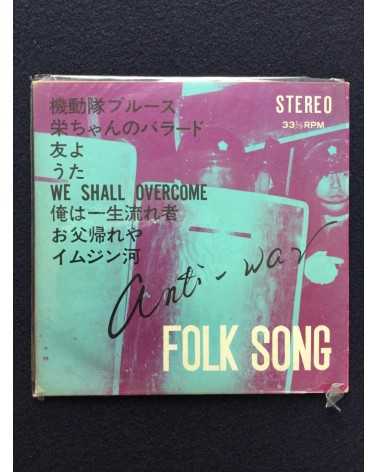 機動隊ブルース
栄ちゃんのバラード
友よ
うた
WE SHALL OVERCOME
俺は一生流れ者
お父帰れや
イムジン河
STEREO
33⅓RPM
anti-war
FOLK SONG